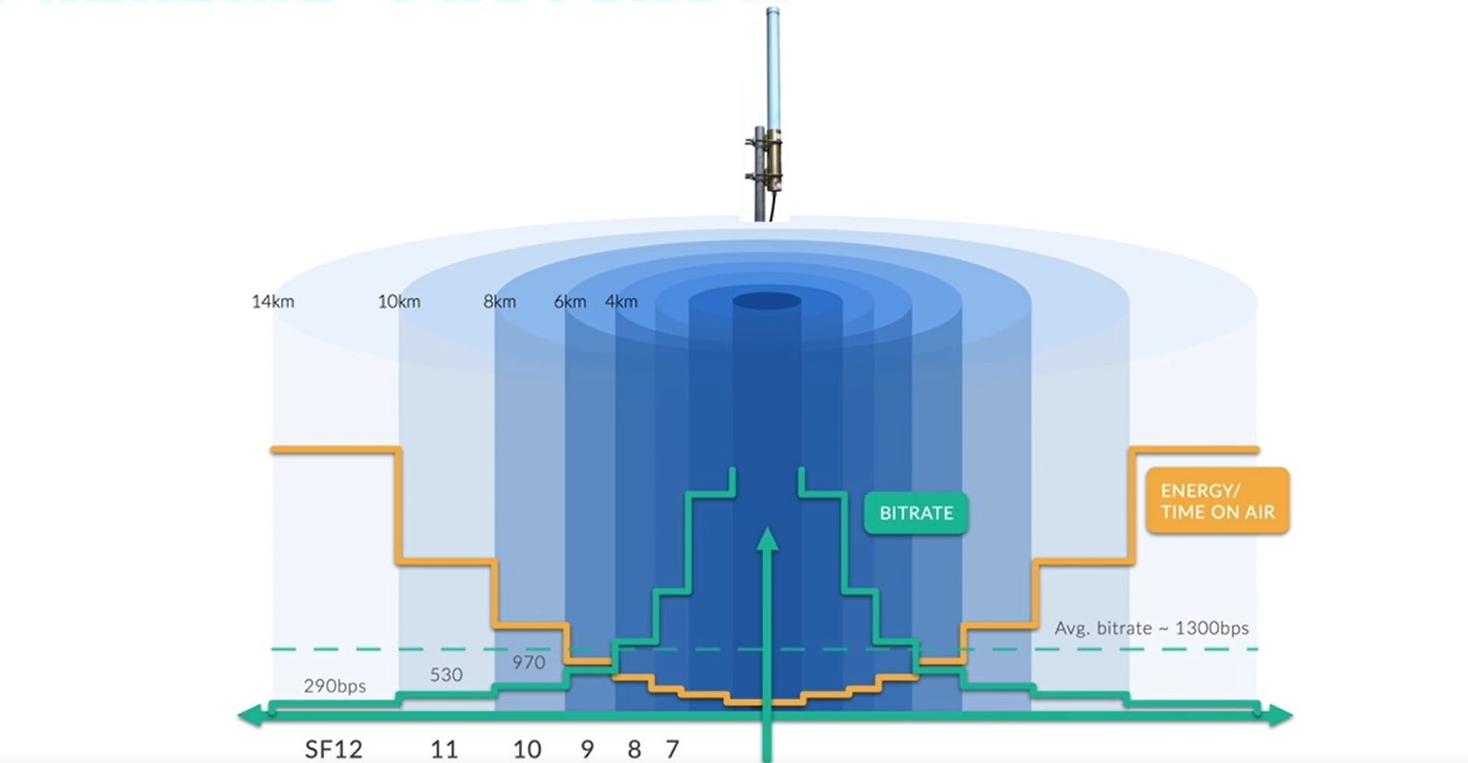 14km
10km
8km
6km
4km
BITRATE
ENERGY/
TIME ON AIR
Avg. bitrate ~ 1300bps
290bps
530
970
SF12
11
10
9
8
7